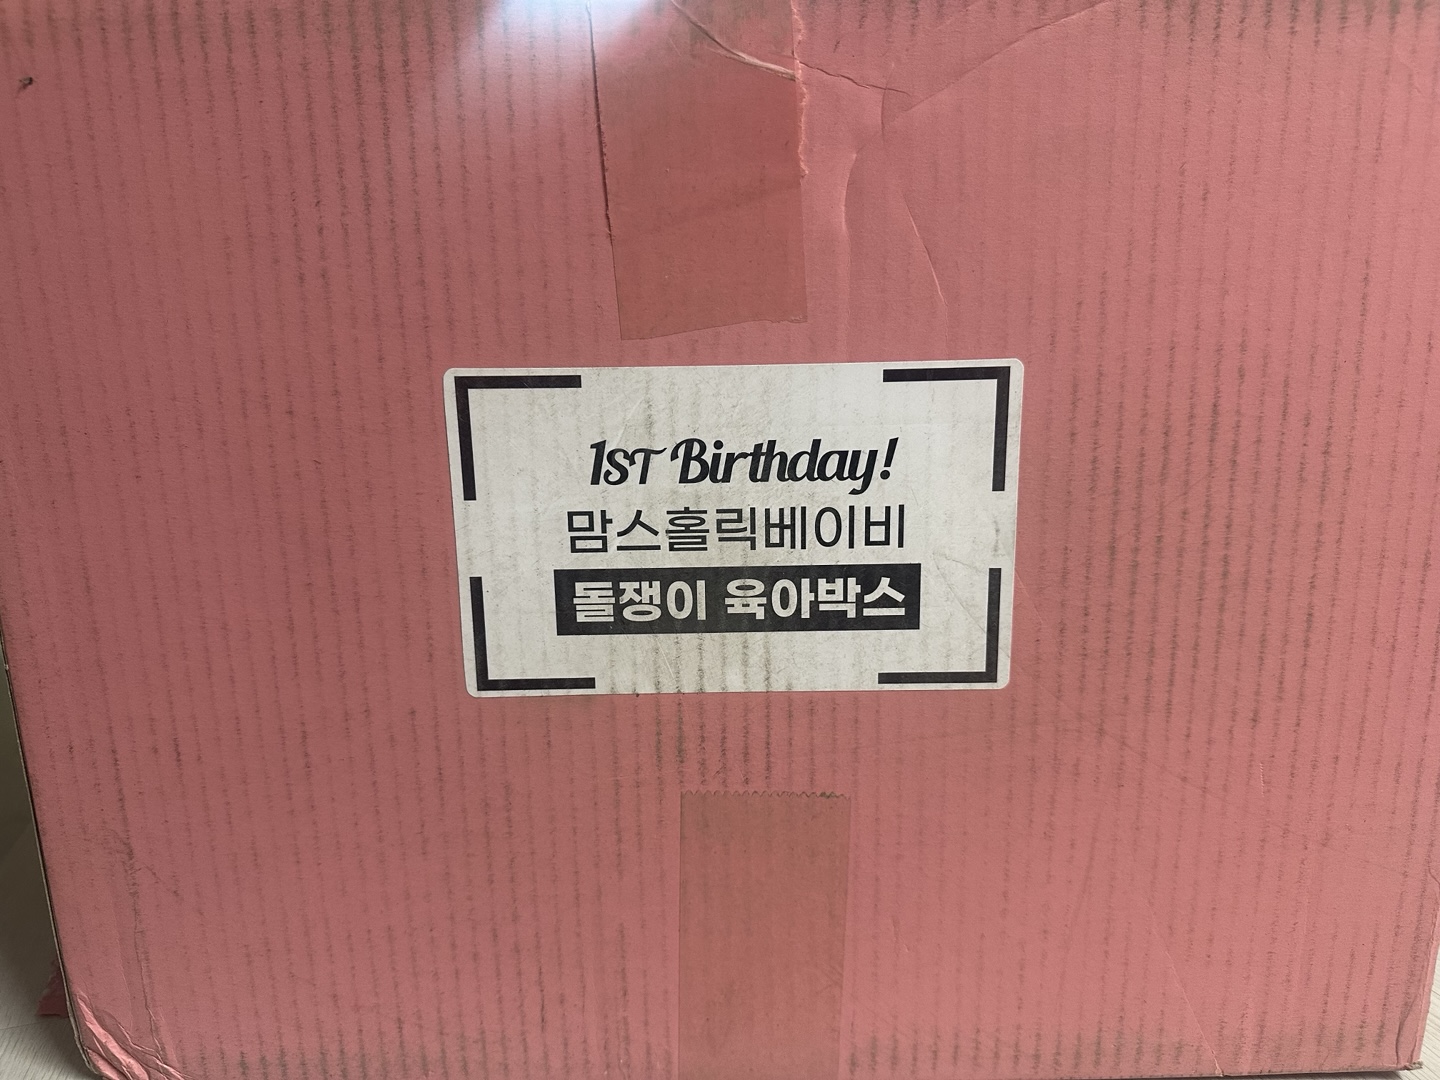 1ST Birthday!
맘스홀릭베이비
돌쟁이 육아박스